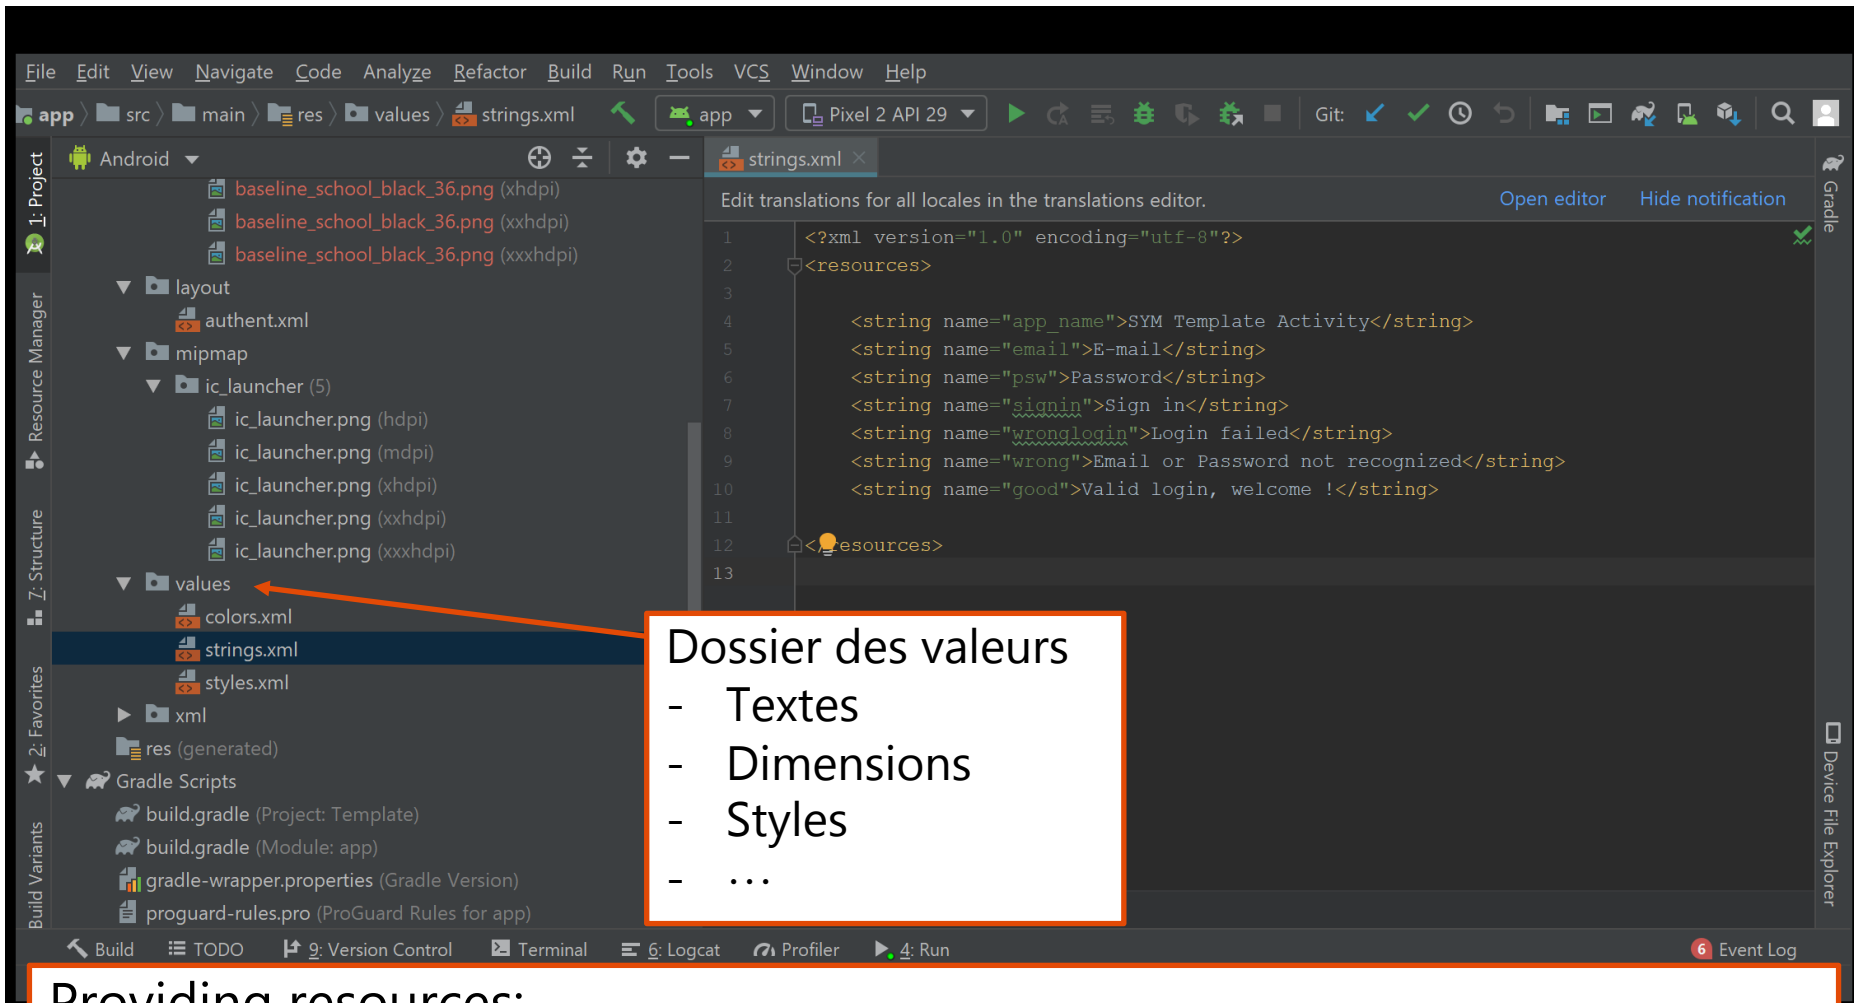 File Edit View Navigate Code Analyze Refactor Build Run Tools VCS Window Help
app src main res values strings.xml app Pixel 2 API 29 Git:
Android
strings.xml
1: Project
Resource Manager
Z: Structure
2: Favorites
Build Variants
baseline_school_black_36.png (xhdpi)
baseline_school_black_36.png (xxhdpi)
baseline_school_black_36.png (xxxhdpi)
layout
authent.xml
mipmap
ic_launcher (5)
ic_launcher.png (hdpi)
ic_launcher.png (mdpi)
ic_launcher.png (xhdpi)
ic_launcher.png (xxhdpi)
ic_launcher.png (xxxhdpi)
values
colors.xml
strings.xml
styles.xml
xml
res (generated)
Gradle Scripts
build.gradle (Project: Template)
build.gradle (Module: app)
gradle-wrapper.properties (Gradle Version)
proguard-rules.pro (ProGuard Rules for app)
Edit translations for all locales in the translations editor. Open editor Hide notification
1 <?xml version="1.0" encoding="utf-8"?>
2 <resources>
3
4 <string name="app_name">SYM Template Activity</string>
5 <string name="email">E-mail</string>
6 <string name="psw">Password</string>
7 <string name="signin">Sign in</string>
8 <string name="wronglogin">Login failed</string>
9 <string name="wrong">Email or Password not recognized</string>
10 <string name="good">Valid login, welcome !</string>
11
12 </resources>
13
Gradle
Device File Explorer
Dossier des valeurs
- Textes
- Dimensions
- Styles
- ...
Build TODO 9: Version Control Terminal 6: Logcat Profiler 4: Run 6 Event Log
Providing resources: